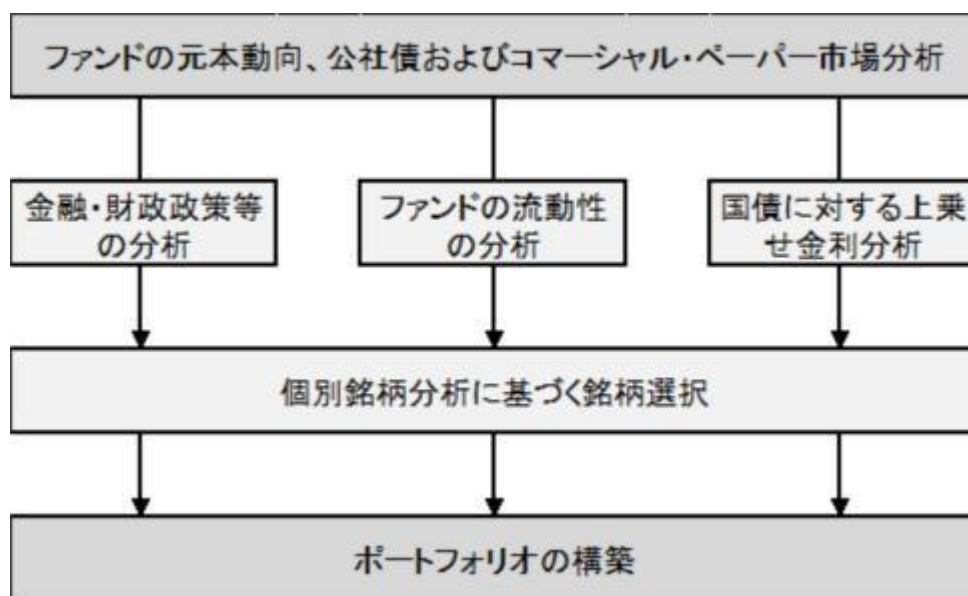 ファンドの元本動向、公社債およびコマーシャル・ペーパー市場分析
金融・財政政策等
の分析
ファンドの流動性
の分析
国債に対する上乗
せ金利分析
個別銘柄分析に基づく銘柄選択
ポートフォリオの構築